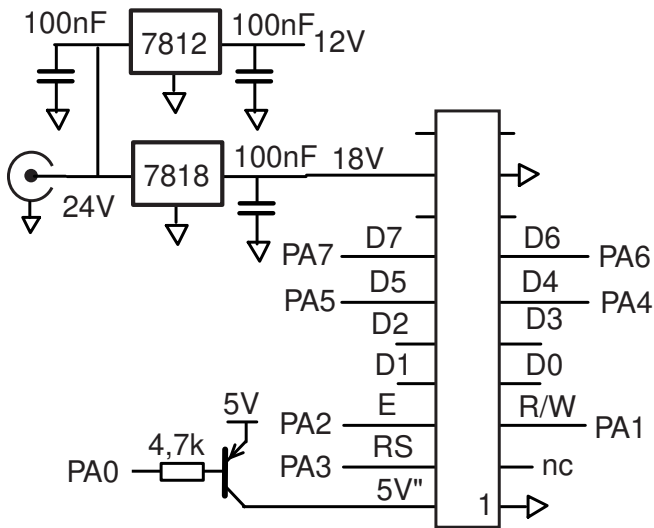 100nF 7812 100nF 12V
24V 7818 100nF 18V
PA7 D7 D6 PA6
PA5 D5 D4 PA4
D2 D3
D1 D0
5V
PA2 E R/W PA1
PA0 4,7k PA3 RS nc
5V" 1